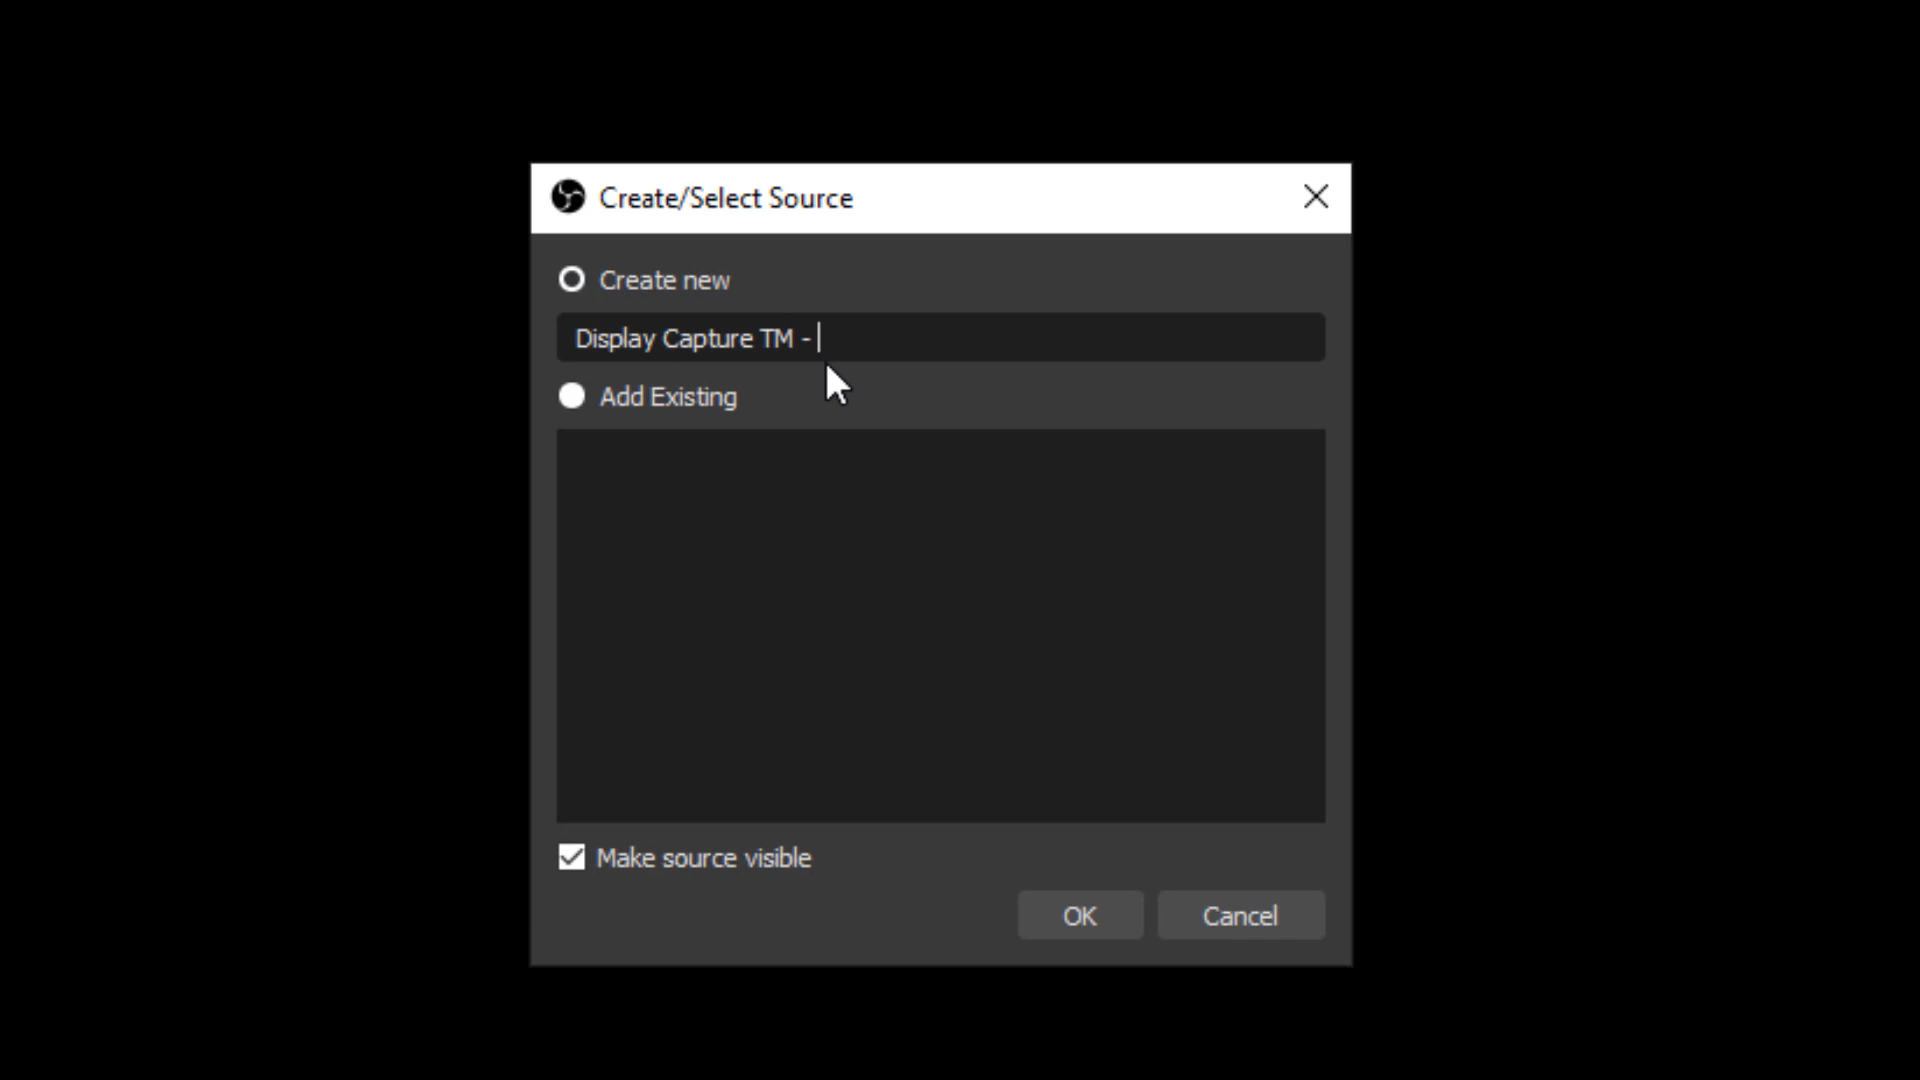 Create/Select Source
Create new
Display Capture TM -
Add Existing
Make source visible
OK
Cancel